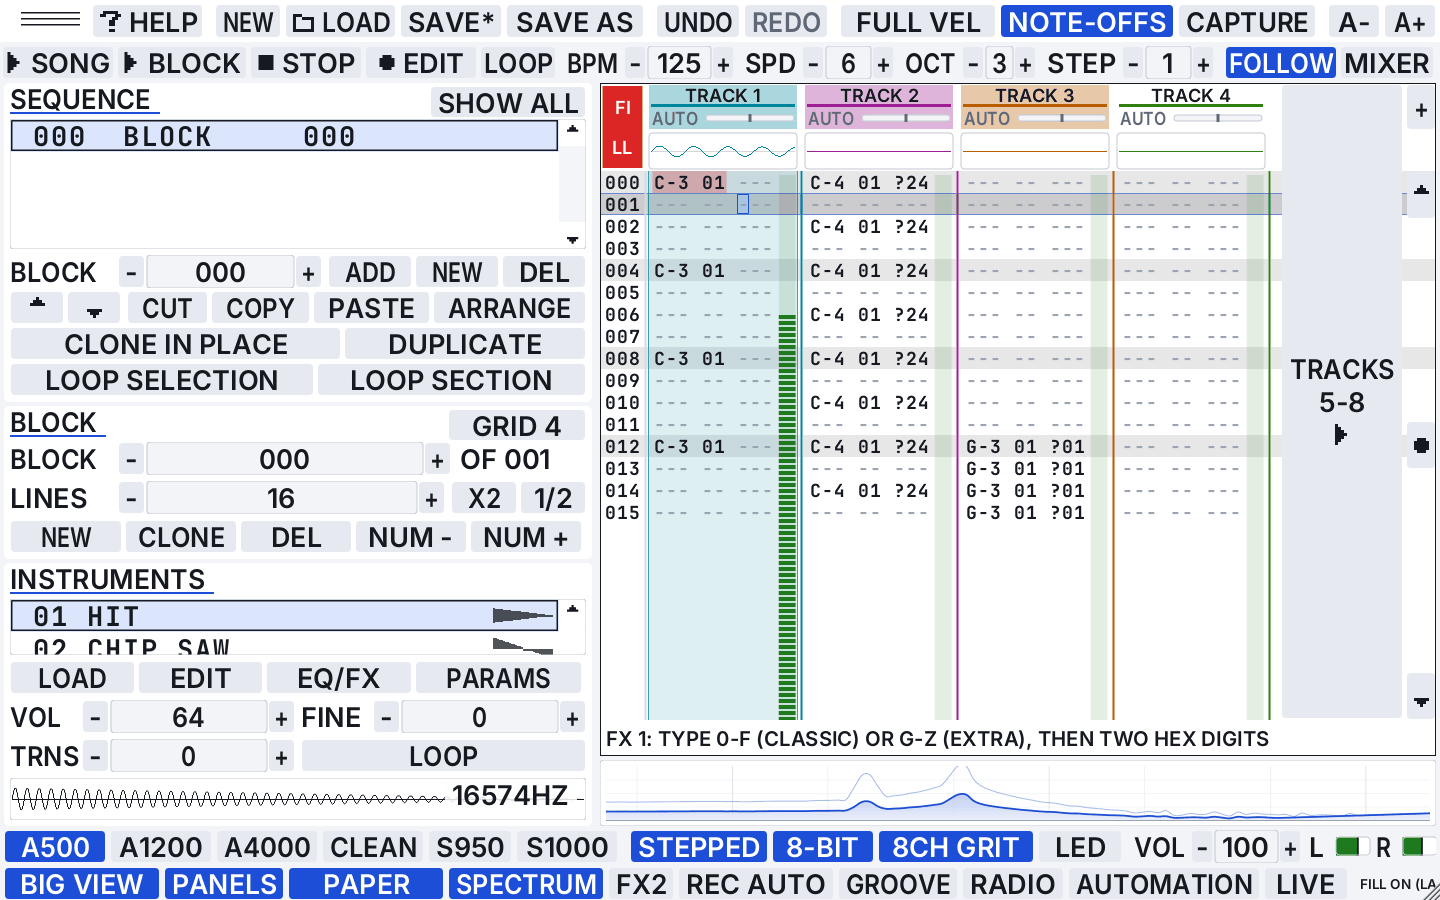 HELP NEW LOAD SAVE* SAVE AS UNDO REDO FULL VEL NOTE-OFFS CAPTURE A- A+
SONG BLOCK STOP EDIT LOOP BPM - 125 + SPD - 6 + OCT - 3 + STEP - 1 + FOLLOW MIXER
SEQUENCE SHOW ALL
000 BLOCK 000
BLOCK - 000 + ADD NEW DEL
CUT COPY PASTE ARRANGE
CLONE IN PLACE DUPLICATE
LOOP SELECTION LOOP SECTION
BLOCK GRID 4
BLOCK - 000 + OF 001
LINES - 16 + X2 1/2
NEW CLONE DEL NUM - NUM +
INSTRUMENTS
01 HIT
02 CHIP SAW
LOAD EDIT EQ/FX PARAMS
VOL - 64 + FINE - 0 +
TRNS - 0 + LOOP
16574HZ
FI
LL
TRACK 1 TRACK 2 TRACK 3 TRACK 4 +
AUTO AUTO AUTO AUTO
000 C-3 01 --- C-4 01 ?24 --- -- --- --- -- ---
001 --- -- --- --- -- --- --- -- --- --- -- ---
002 --- -- --- C-4 01 ?24 --- -- --- --- -- ---
003 --- -- --- --- -- --- --- -- --- --- -- ---
004 C-3 01 --- C-4 01 ?24 --- -- --- --- -- ---
005 --- -- --- --- -- --- --- -- --- --- -- ---
006 --- -- --- C-4 01 ?24 --- -- --- --- -- ---
007 --- -- --- --- -- --- --- -- --- --- -- ---
008 C-3 01 --- C-4 01 ?24 --- -- --- --- -- ---
009 --- -- --- --- -- --- --- -- --- --- -- ---
010 --- -- --- C-4 01 ?24 --- -- --- --- -- ---
011 --- -- --- --- -- --- --- -- --- --- -- ---
012 C-3 01 --- C-4 01 ?24 G-3 01 ?01 --- -- ---
013 --- -- --- --- -- --- G-3 01 ?01 --- -- ---
014 --- -- --- C-4 01 ?24 G-3 01 ?01 --- -- ---
015 --- -- --- --- -- --- G-3 01 ?01 --- -- ---
TRACKS
5-8
FX 1: TYPE 0-F (CLASSIC) OR G-Z (EXTRA), THEN TWO HEX DIGITS
A500 A1200 A4000 CLEAN S950 S1000 STEPPED 8-BIT 8CH GRIT LED VOL - 100 + L R
BIG VIEW PANELS PAPER SPECTRUM FX2 REC AUTO GROOVE RADIO AUTOMATION LIVE FILL ON (LA